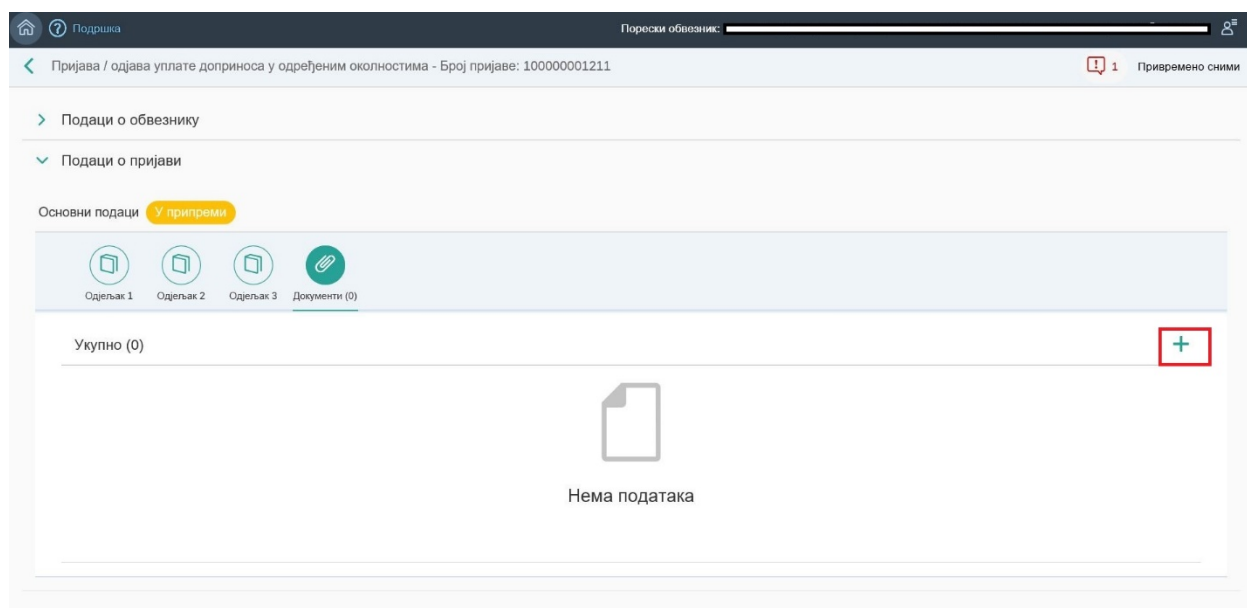 Подршка
Порески обвезник:
Пријава / одјава уплате доприноса у одређеним околностима - Број пријаве: 100000001211
1 Привремено сними
Подаци о обвезнику
Подаци о пријави
Основни подаци У припреми
Одјељак 1 Одјељак 2 Одјељак 3 Документи (0)
Укупно (0)
Нема података